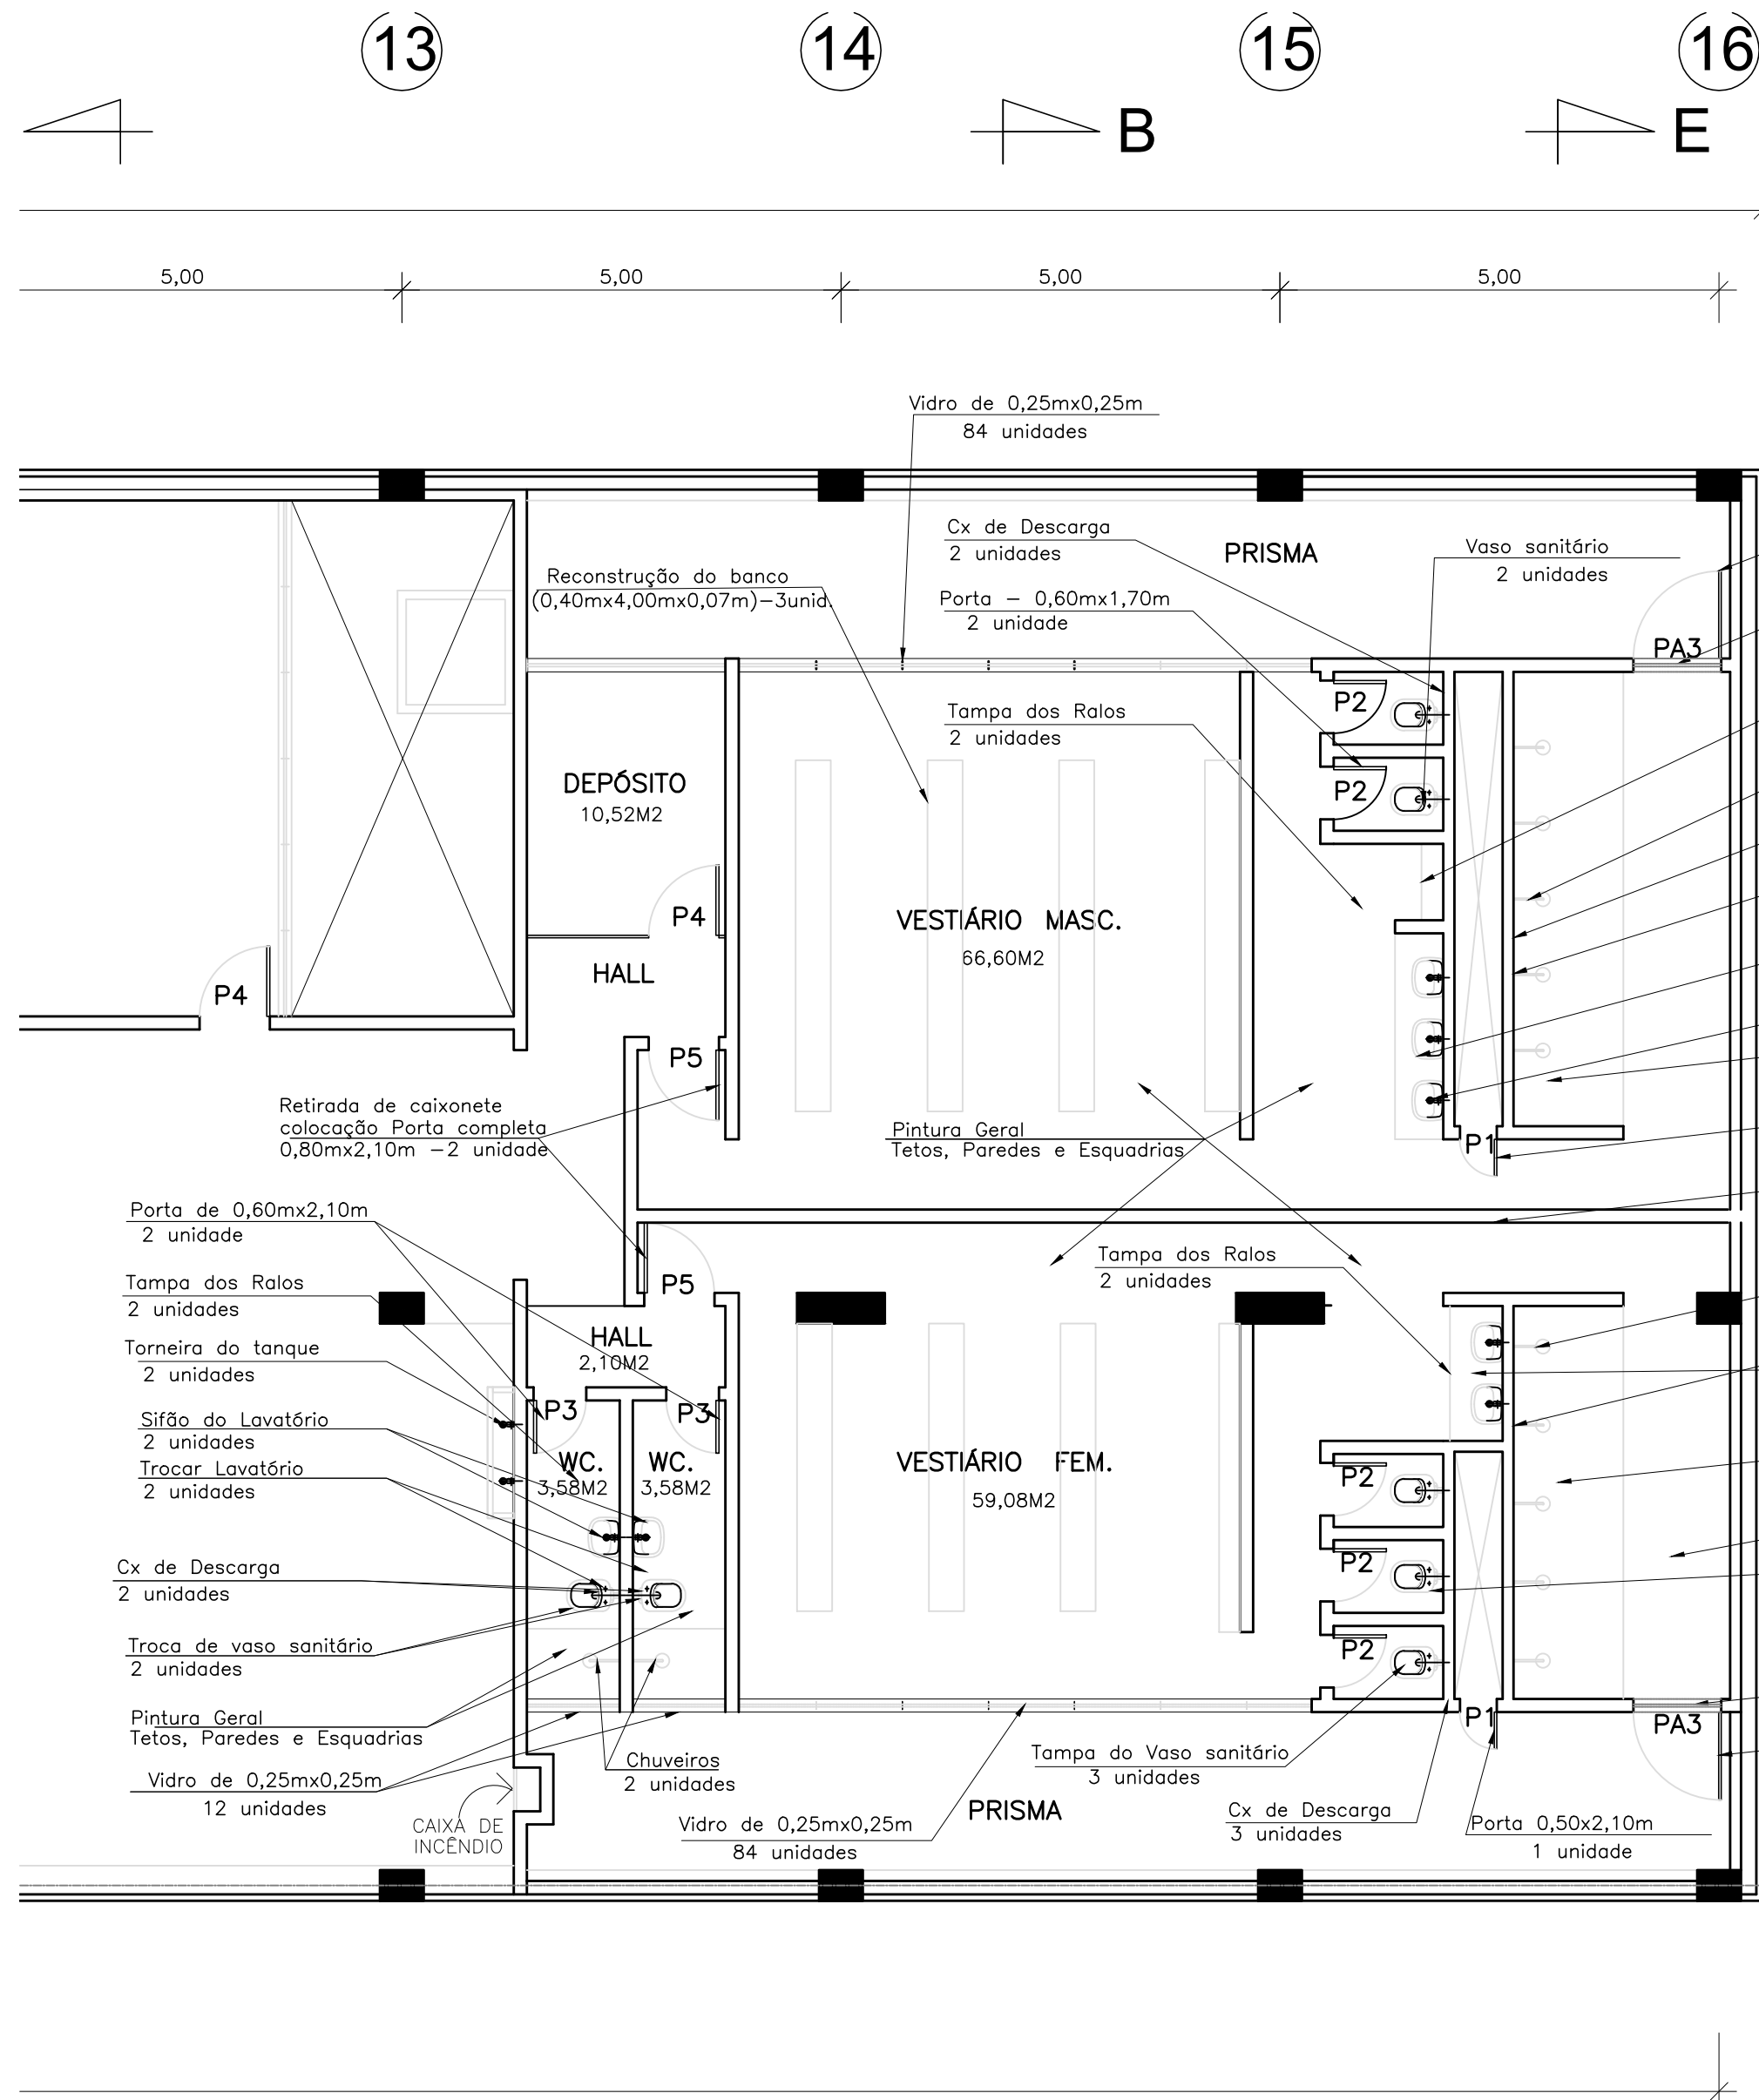 13
14
15
16
B
E
5,00
5,00
5,00
5,00
Vidro de 0,25mx0,25m
84 unidades
Cx de Descarga
2 unidades
PRISMA
Vaso sanitário
2 unidades
Reconstrução do banco
(0,40mx4,00mx0,07m)-3unid.
Porta - 0,60mx1,70m
2 unidade
PA3
P2
Tampa dos Ralos
2 unidades
P2
DEPÓSITO
10,52M2
P4
VESTIÁRIO MASC.
66,60M2
HALL
P4
P5
Retirada de caixonete
colocação Porta completa
0,80mx2,10m -2 unidade
Pintura Geral
Tetos, Paredes e Esquadrias
P1
Porta de 0,60mx2,10m
2 unidade
Tampa dos Ralos
2 unidades
Tampa dos Ralos
2 unidades
P5
HALL
2,10M2
Torneira do tanque
2 unidades
P3
P3
Sifão do Lavatório
2 unidades
WC.
3,58M2
WC.
3,58M2
VESTIÁRIO FEM.
59,08M2
P2
Trocar Lavatório
2 unidades
P2
Cx de Descarga
2 unidades
Troca de vaso sanitário
2 unidades
P2
Pintura Geral
Tetos, Paredes e Esquadrias
P1
PA3
Chuveiros
2 unidades
Tampa do Vaso sanitário
3 unidades
Vidro de 0,25mx0,25m
12 unidades
CAIXA DE
INCÊNDIO
Vidro de 0,25mx0,25m
84 unidades
PRISMA
Cx de Descarga
3 unidades
Porta 0,50x2,10m
1 unidade